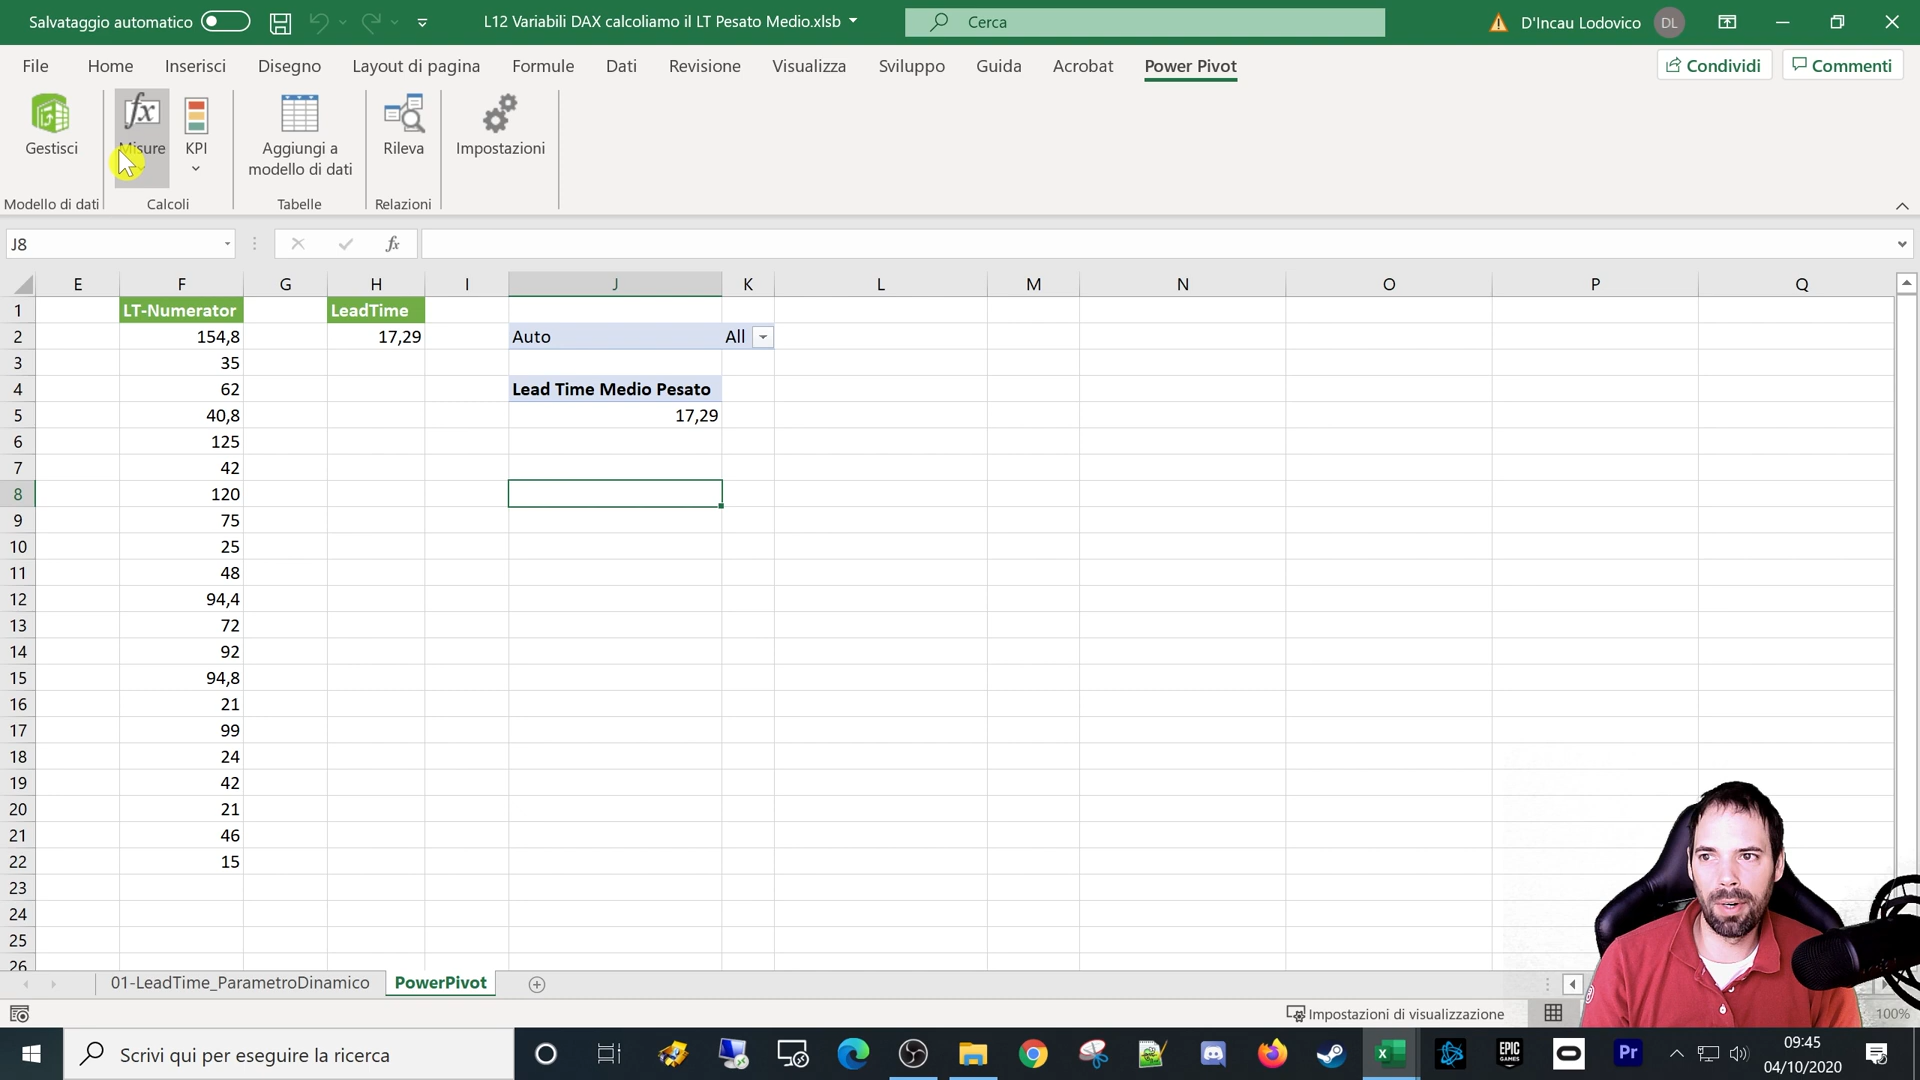 Salvataggio automatico
L12 Variabili DAX calcoliamo il LT Pesato Medio.xlsb
Cerca
D'Incau Lodovico
DL
File Home Inserisci Disegno Layout di pagina Formule Dati Revisione Visualizza Sviluppo Guida Acrobat Power Pivot
Condividi
Commenti
Gestisci
Misure
KPI
Aggiungi a modello di dati
Rileva
Impostazioni
Modello di dati
Calcoli
Tabelle
Relazioni
J8
fx
E F G H I J K L M N O P Q
1 LT-Numerator LeadTime
2 154,8 17,29 Auto All
3 35
4 62 Lead Time Medio Pesato
5 40,8 17,29
6 125
7 42
8 120
9 75
10 25
11 48
12 94,4
13 72
14 92
15 94,8
16 21
17 99
18 24
19 42
20 21
21 46
22 15
23
24
25
26
01-LeadTime_ParametroDinamico
PowerPivot
Impostazioni di visualizzazione
100%
Scrivi qui per eseguire la ricerca
EPIC GAMES
Pr
09:45
04/10/2020